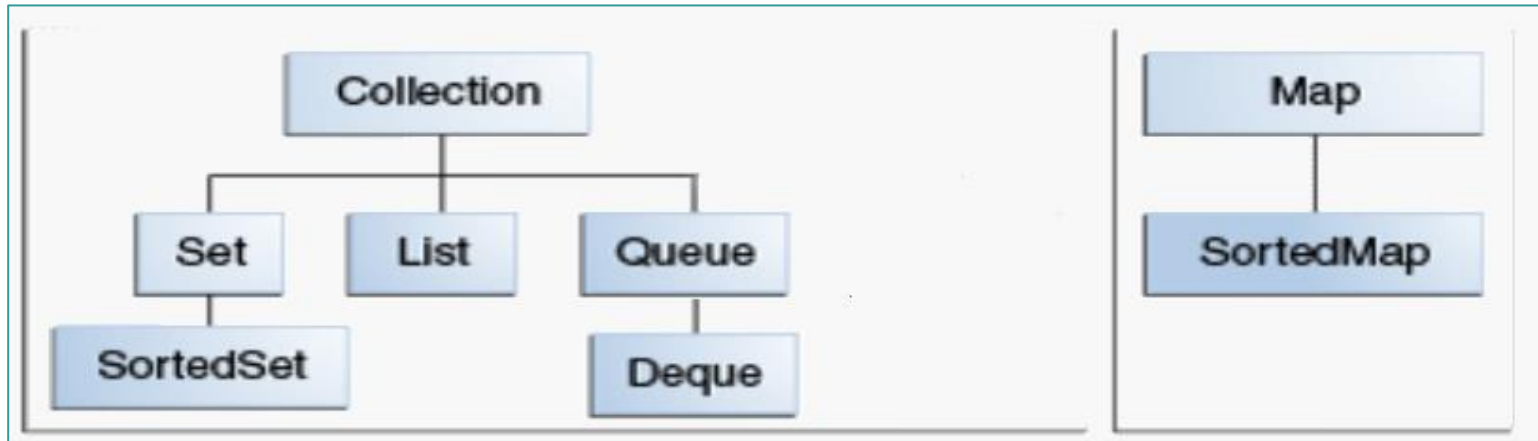 Collection
Map
Set
List
Queue
SortedMap
SortedSet
Deque